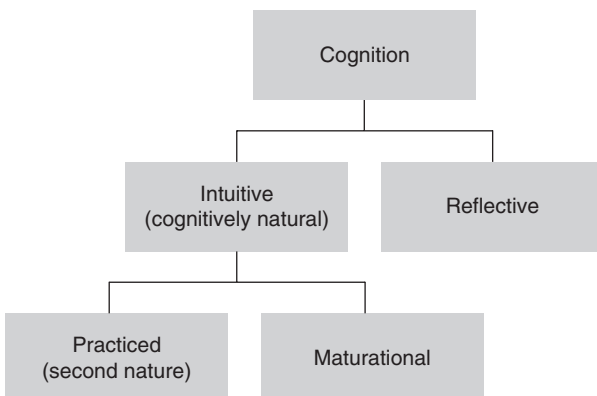 Cognition
Intuitive
(cognitively natural)
Reflective
Practiced
(second nature)
Maturational